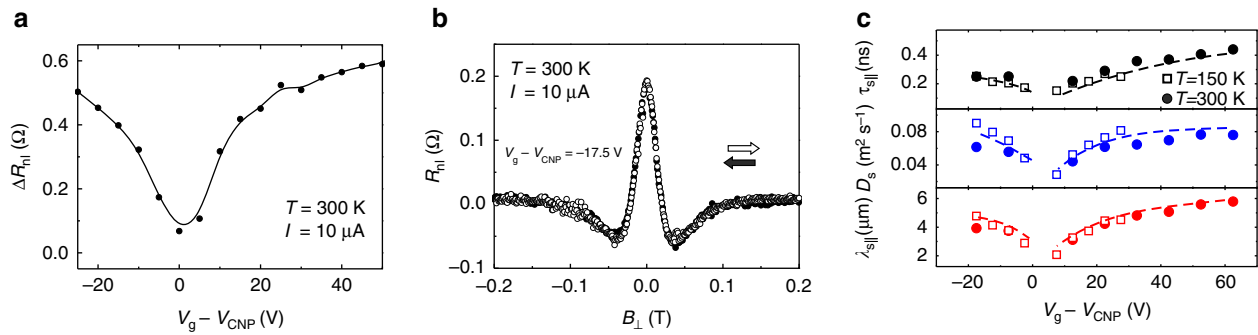 a
ΔR_nl (Ω)
0.6
0.4
0.2
0.0
T = 300 K
I = 10 μA
−20 0 20 40
V_g – V_CNP (V)
b
R_nl (Ω)
0.2
0.1
0.0
−0.1
T = 300 K
I = 10 μA
V_g – V_CNP = –17.5 V
−0.2 −0.1 0.0 0.1 0.2
B_⊥ (T)
c
λ_s|| (μm) D_s (m² s⁻¹) τ_s|| (ns)
0.4
0.2
T=150 K
T=300 K
0.08
0.04
6
4
2
−20 0 20 40 60
V_g – V_CNP (V)